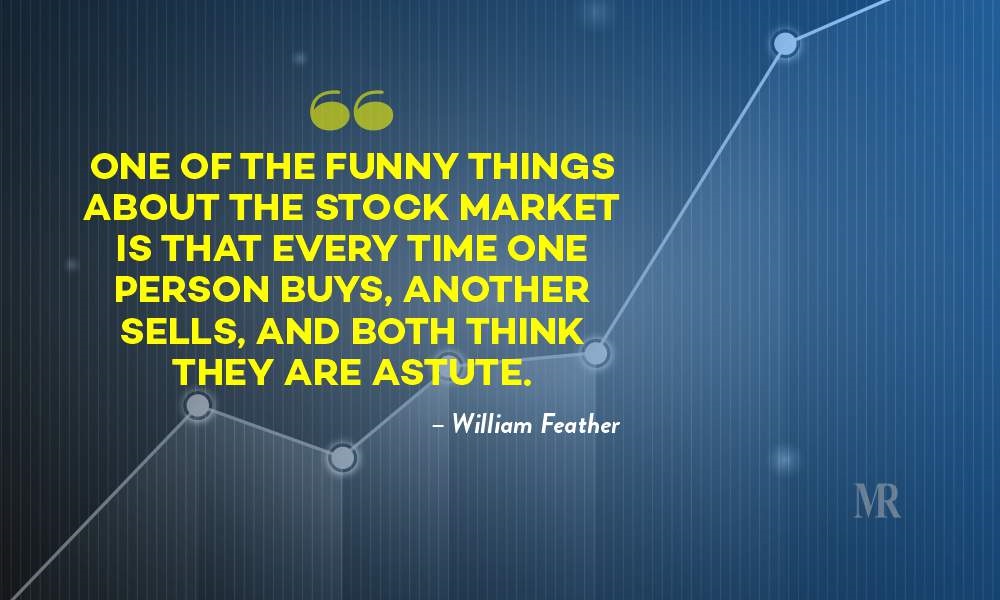 ONE OF THE FUNNY THINGS
ABOUT THE STOCK MARKET
IS THAT EVERY TIME ONE
PERSON BUYS, ANOTHER
SELLS, AND BOTH THINK
THEY ARE ASTUTE.
– William Feather
MR